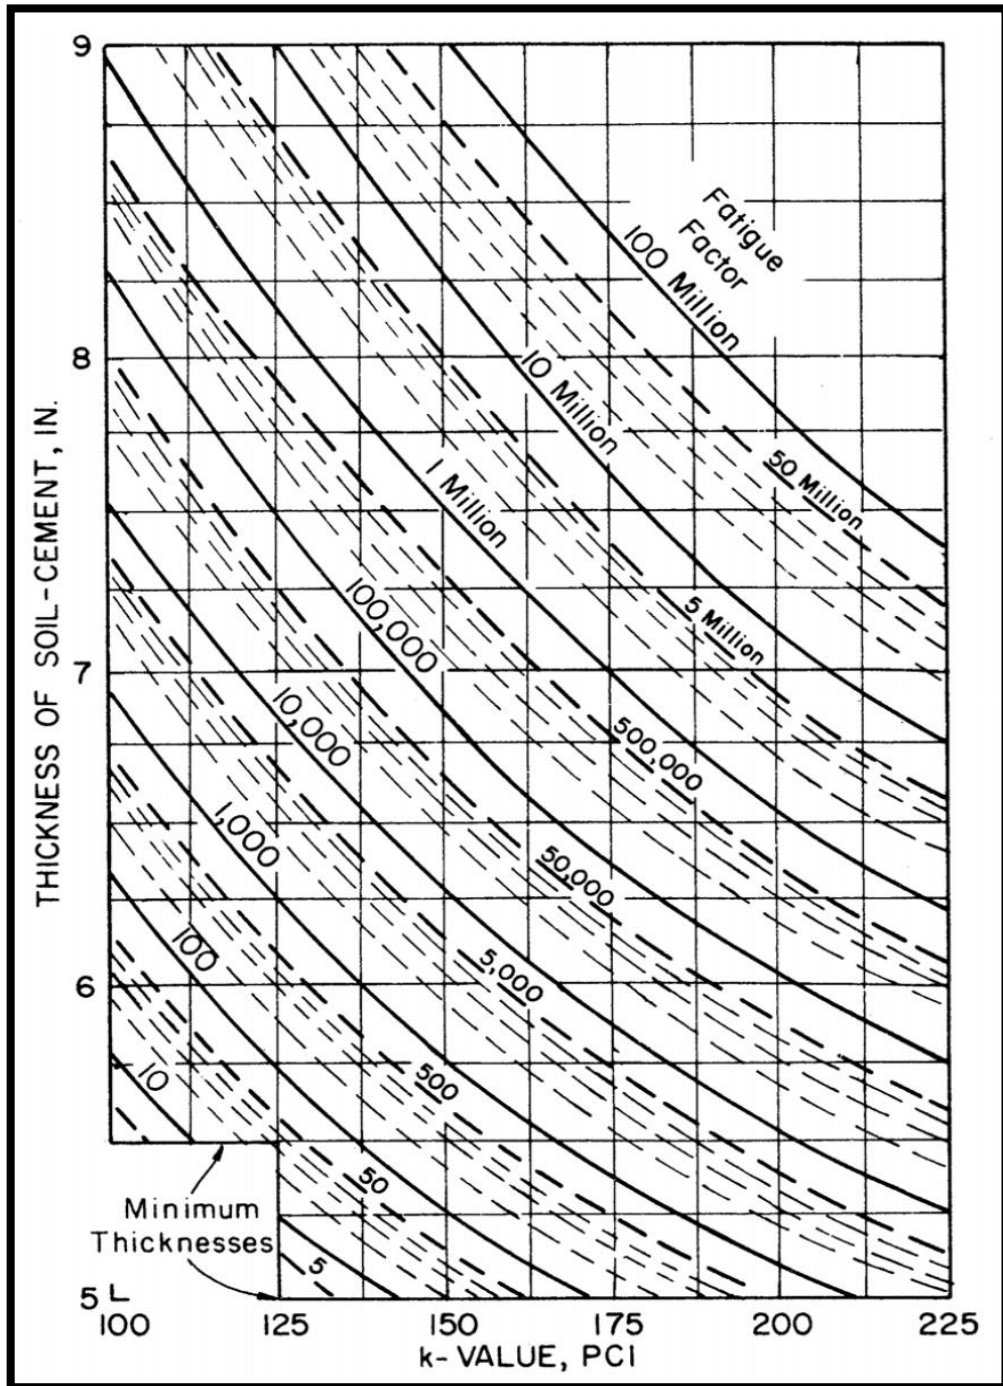 9
8
7
6
5
THICKNESS OF SOIL-CEMENT, IN.
Fatigue
Factor
100 Million
50 Million
10 Million
5 Million
1 Million
500,000
100,000
50,000
10,000
5,000
1,000
500
100
50
10
5
Minimum
Thicknesses
100 125 150 175 200 225
k-VALUE, PCI